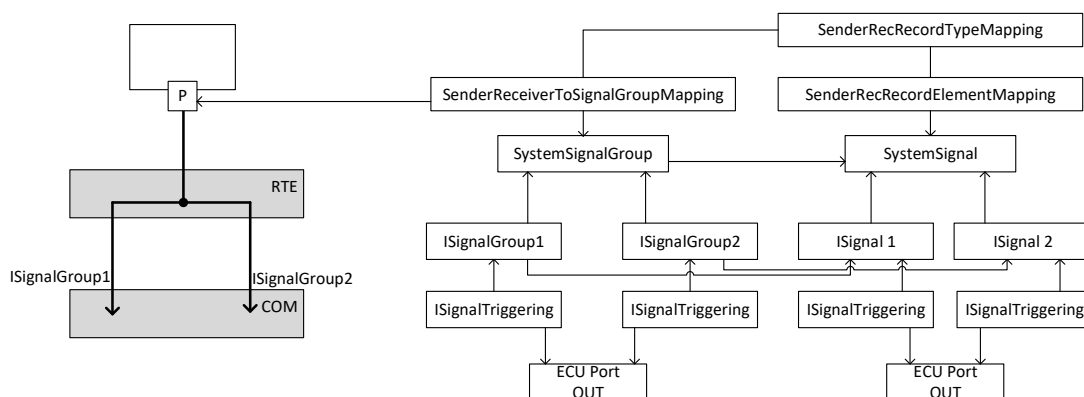 SenderRecRecordTypeMapping
P
SenderReceiverToSignalGroupMapping
SenderRecRecordElementMapping
SystemSignalGroup
SystemSignal
RTE
ISignalGroup1
ISignalGroup2
ISignal 1
ISignal 2
ISignalGroup1
ISignalGroup2
COM
ISignalTriggering
ISignalTriggering
ISignalTriggering
ISignalTriggering
ECU Port
OUT
ECU Port
OUT